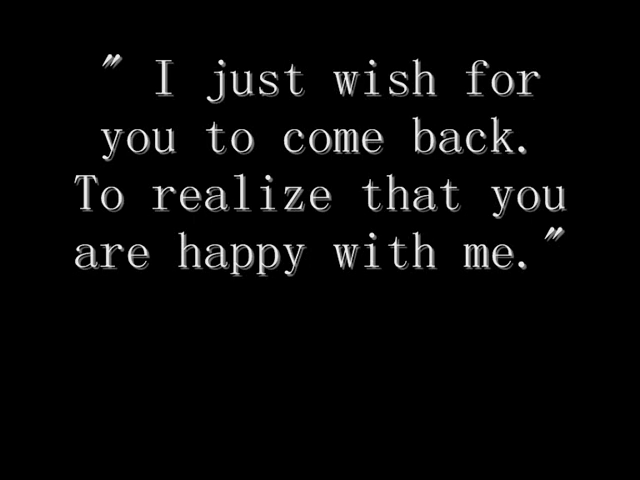 " I just wish for
you to come back.
To realize that you
are happy with me."